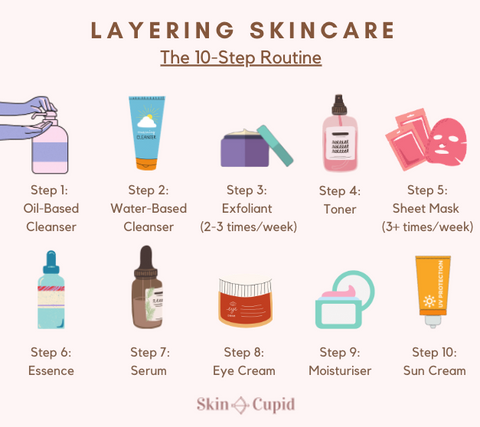 LAYERING SKINCARE
The 10-Step Routine
Step 1:
Oil-Based
Cleanser
Step 2:
Water-Based
Cleanser
Step 3:
Exfoliant
(2-3 times/week)
Step 4:
Toner
Step 5:
Sheet Mask
(3+ times/week)
CLEANSER
UV PROTECTION
Step 6:
Essence
Step 7:
Serum
Step 8:
Eye Cream
Step 9:
Moisturiser
Step 10:
Sun Cream
Skin Cupid